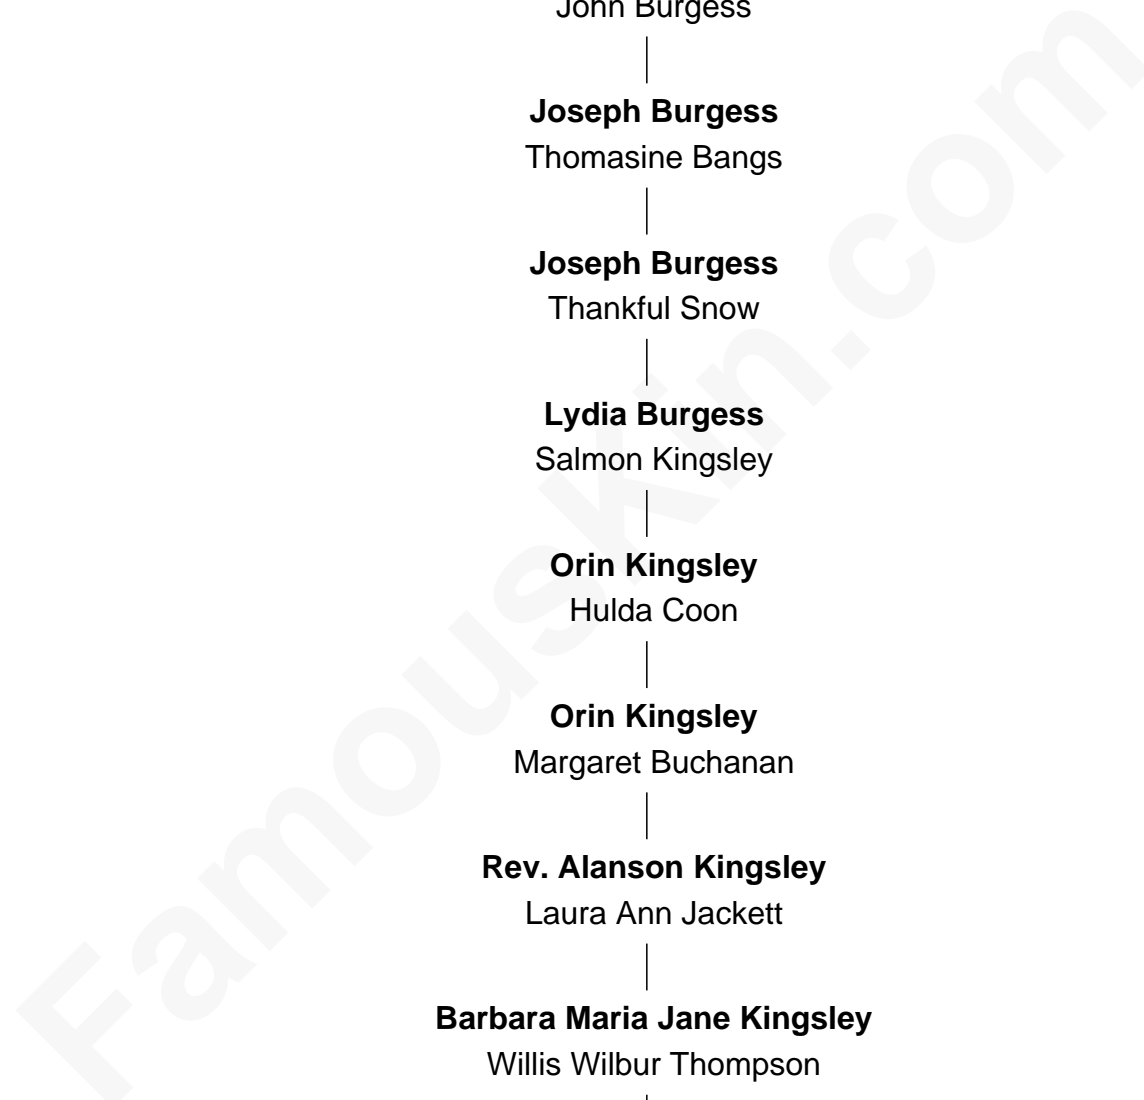 John Burgess
Joseph Burgess
Thomasine Bangs
Joseph Burgess
Thankful Snow
Lydia Burgess
Salmon Kingsley
Orin Kingsley
Hulda Coon
Orin Kingsley
Margaret Buchanan
Rev. Alanson Kingsley
Laura Ann Jackett
Barbara Maria Jane Kingsley
Willis Wilbur Thompson
FamousKin.com